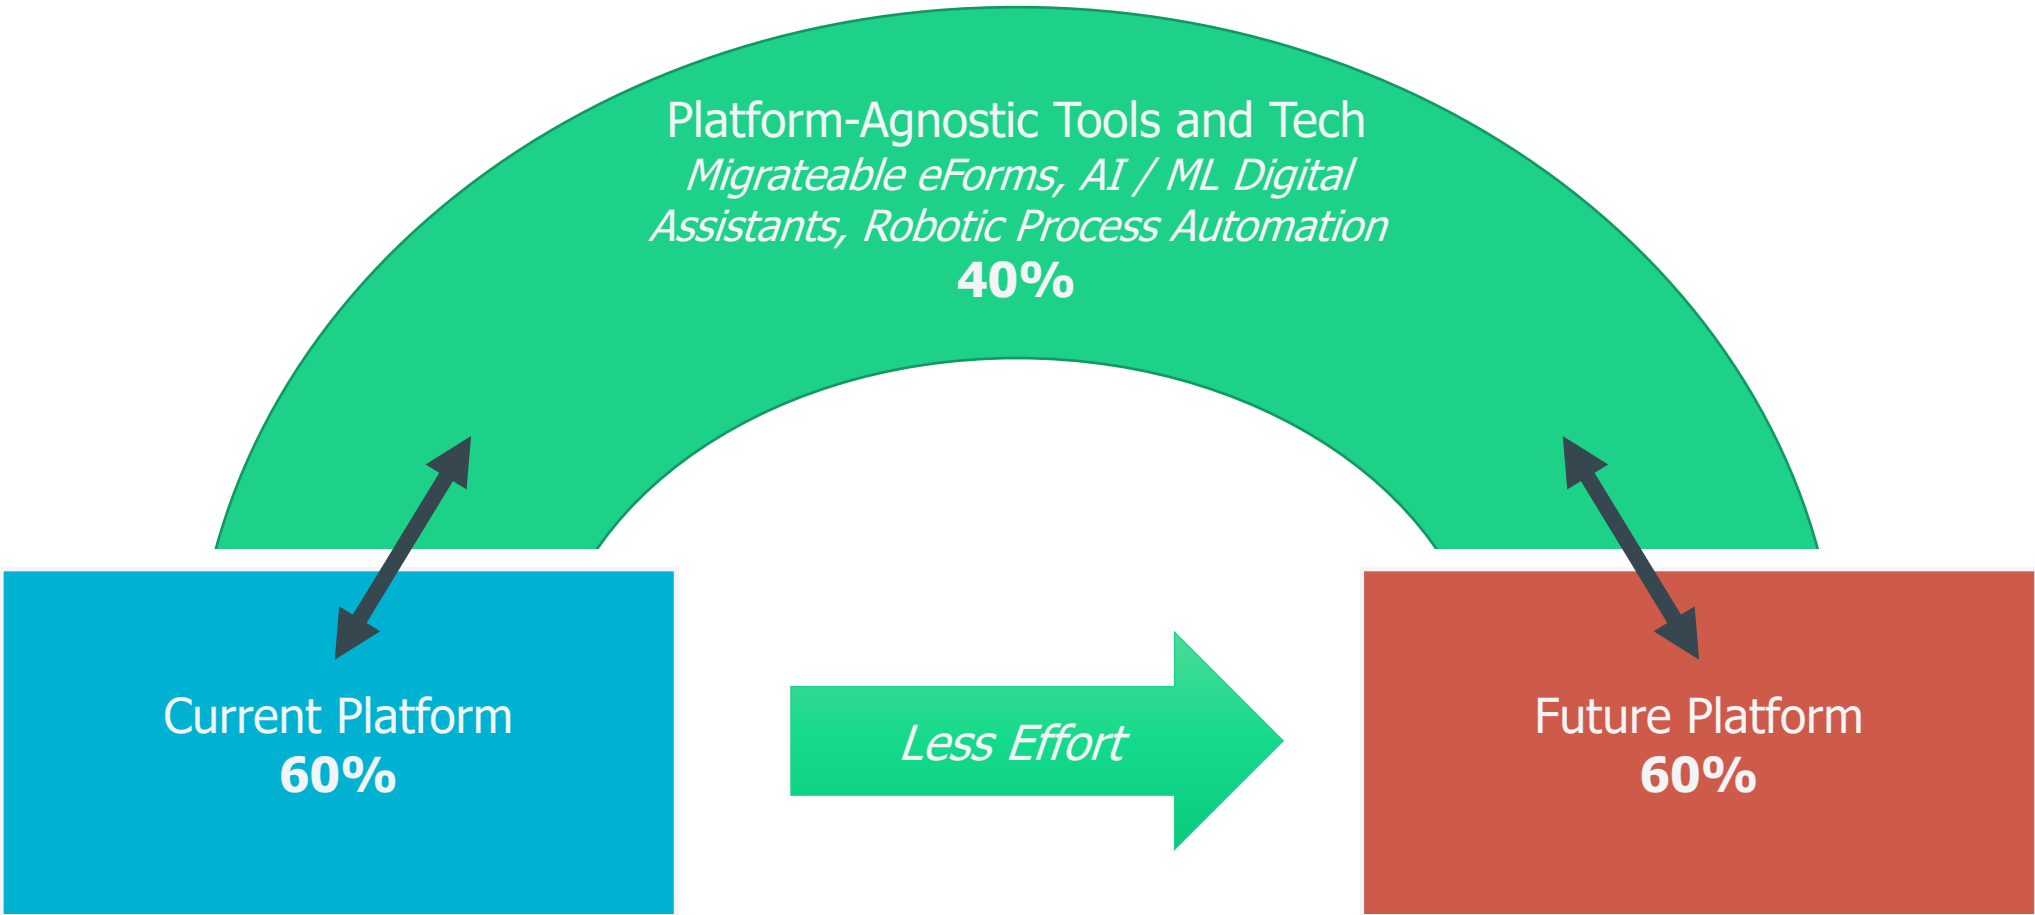 Platform-Agnostic Tools and Tech
Migrateable eForms, AI / ML Digital
Assistants, Robotic Process Automation
40%
Current Platform
60%
Less Effort
Future Platform
60%